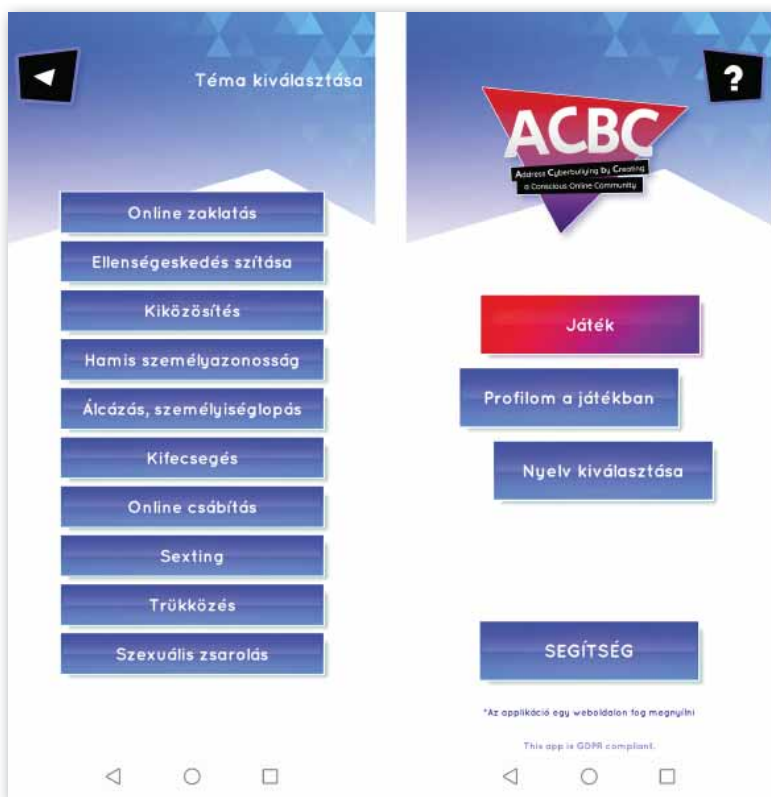 Téma kiválasztása
Online zaklatás
Ellenségeskedés szítása
Kiközösítés
Hamis személyazonosság
Álcázás, személyiséglopás
Kifecsegés
Online csábítás
Sexting
Trükközés
Szexuális zsarolás
?
ACBC
Address Cyberbullying by Creating
a Conscious Online Community
Játék
Profilom a játékban
Nyelv kiválasztása
SEGÍTSÉG
*Az applikáció egy weboldalon fog megnyílni
This app is GDPR compliant.